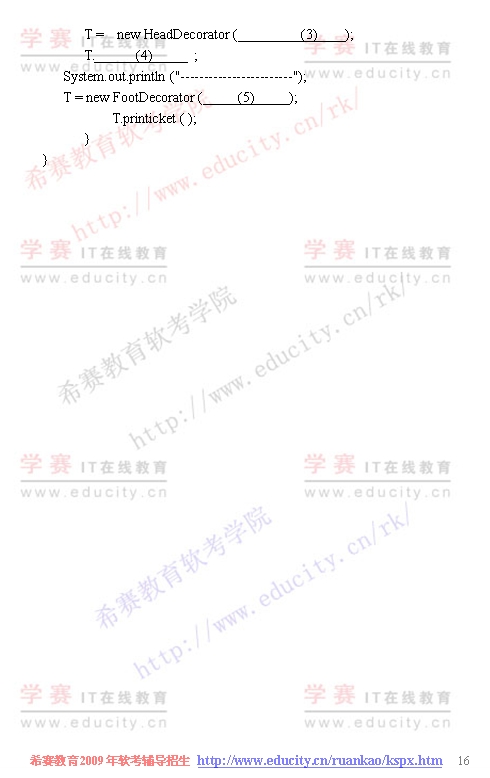 T =    new HeadDecorator (_________(3)____);
T.______(4)_____  ;
学赛 IT在线教育
www.educity.cn
学赛 IT在线教育
www.educity.cn
System.out.println ("------------------------");
T = new FootDecorator (_____(5)_____);
T.printicket ( );
}
}
希赛教育软考学院
http://www.educity.cn/rk/
学赛 IT在线教育
www.educity.cn
学赛 IT在线教育
www.educity.cn
希赛教育软考学院
http://www.educity.cn/rk/
学赛 IT在线教育
www.educity.cn
学赛 IT在线教育
www.educity.cn
希赛教育软考学院
http://www.educity.cn/rk/
学赛 IT在线教育
www.educity.cn
学赛 IT在线教育
www.educity.cn
希赛教育2009 年软考辅导招生  http://www.educity.cn/ruankao/kspx.htm    16